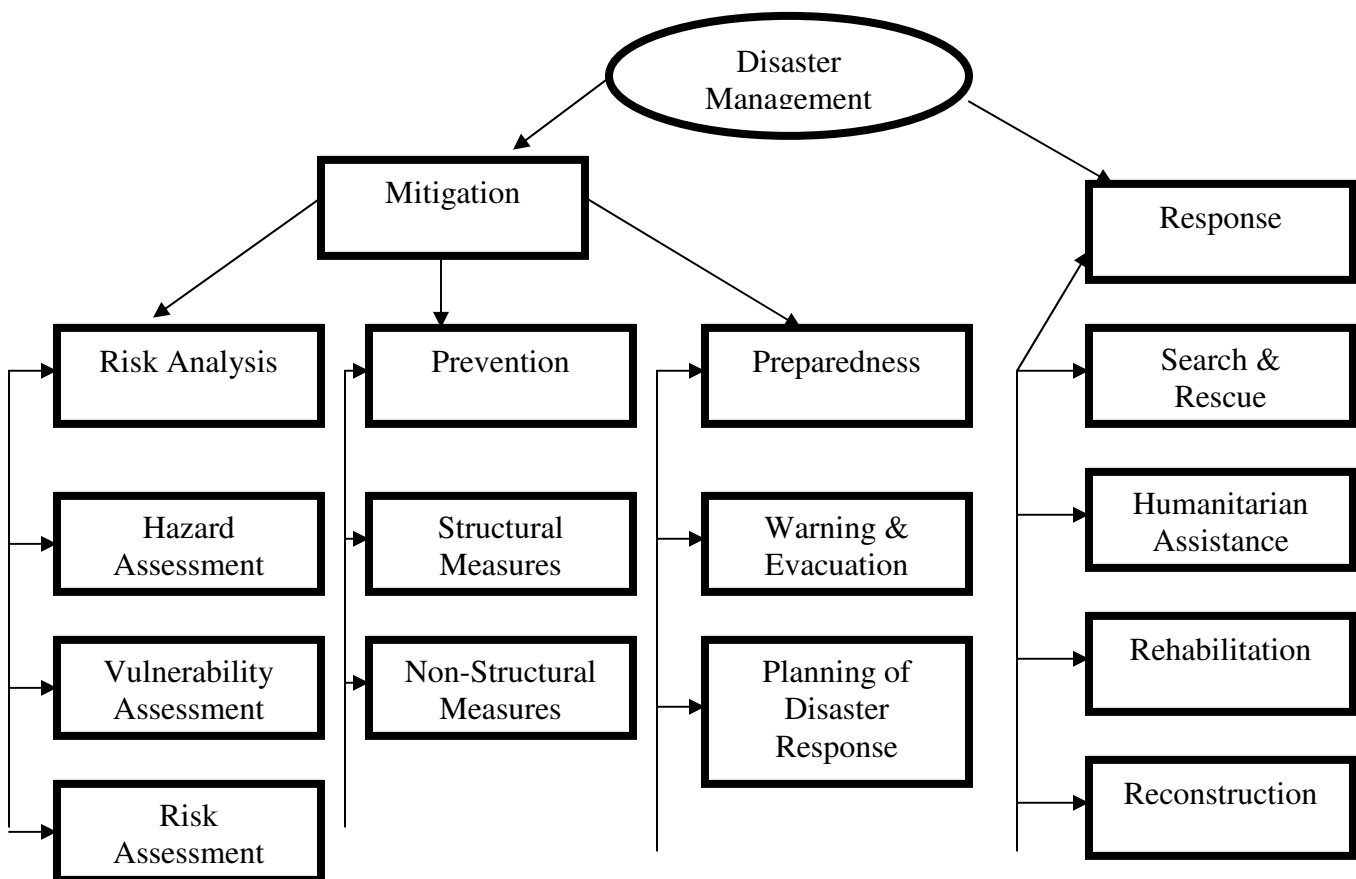 Disaster
Management
Mitigation
Response
Risk Analysis
Prevention
Preparedness
Search &
Rescue
Hazard
Assessment
Structural
Measures
Warning &
Evacuation
Humanitarian
Assistance
Vulnerability
Assessment
Non-Structural
Measures
Planning of
Disaster
Response
Rehabilitation
Risk
Assessment
Reconstruction